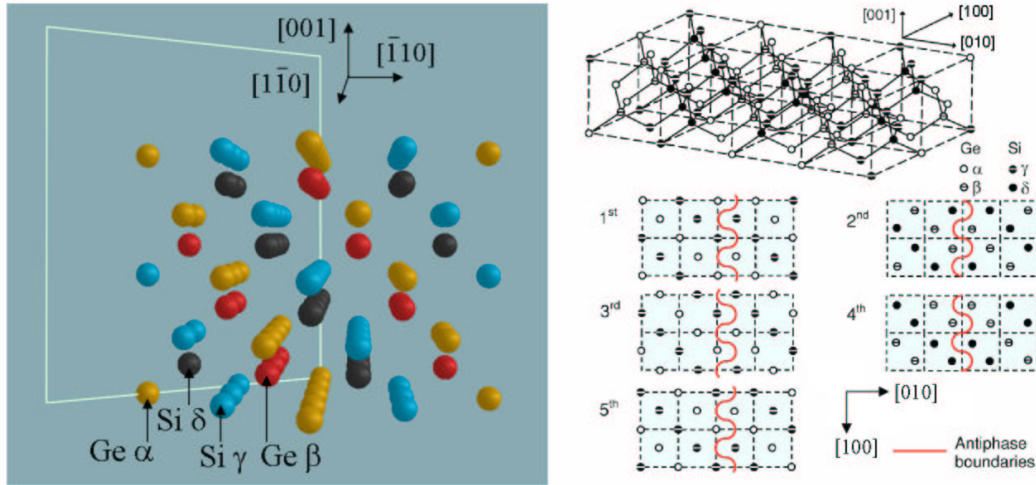 [001]
[1̄10]
[11̄0]
Si δ
Ge α
Si γ
Ge β
[001]
[100]
[010]
Ge Si
α γ
β δ
1st
2nd
3rd
4th
5th
[010]
[100]
Antiphase
boundaries